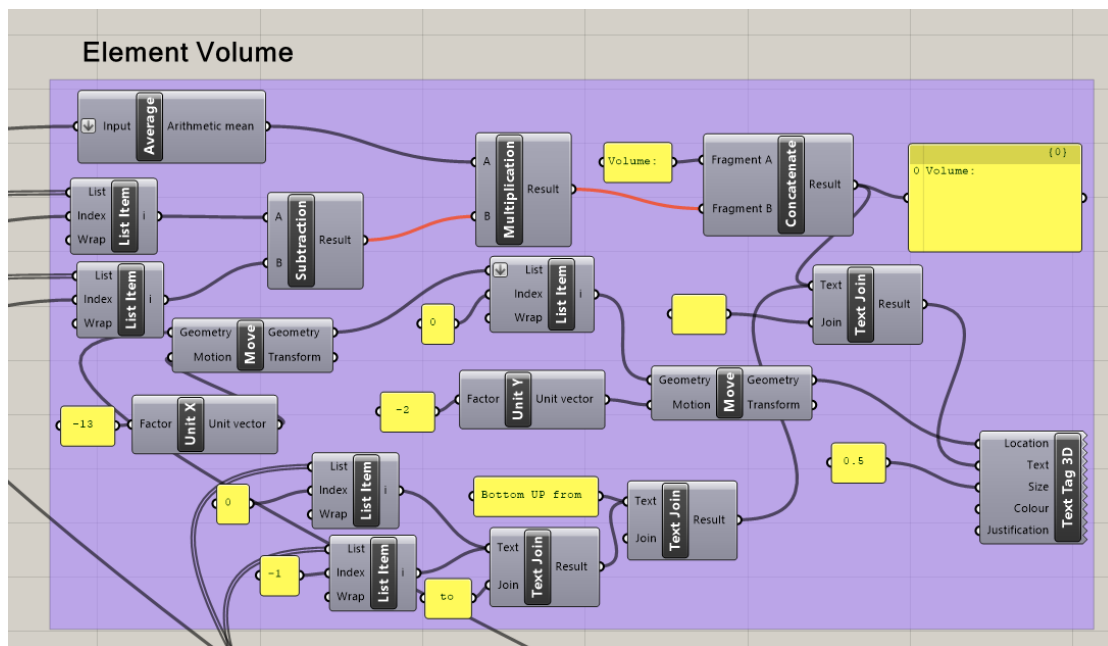 Element Volume
Input Average Arithmetic mean
List Index Wrap List Item i
A B Subtraction Result
A B Multiplication Result
Volume:
Fragment A Fragment B Concatenate Result
{0}
0 Volume:
List Index Wrap List Item i
Geometry Motion Move Geometry Transform
0
List Index Wrap List Item i
Text Join Text Join Result
-13
Factor Unit X Unit vector
-2
Factor Unit Y Unit vector
Geometry Motion Move Geometry Transform
0.5
Location Text Size Colour Justification Text Tag 3D
0
List Index Wrap List Item i
Bottom UP from
Text Join Text Join Result
-1
List Index Wrap List Item i
to
Text Join Text Join Result